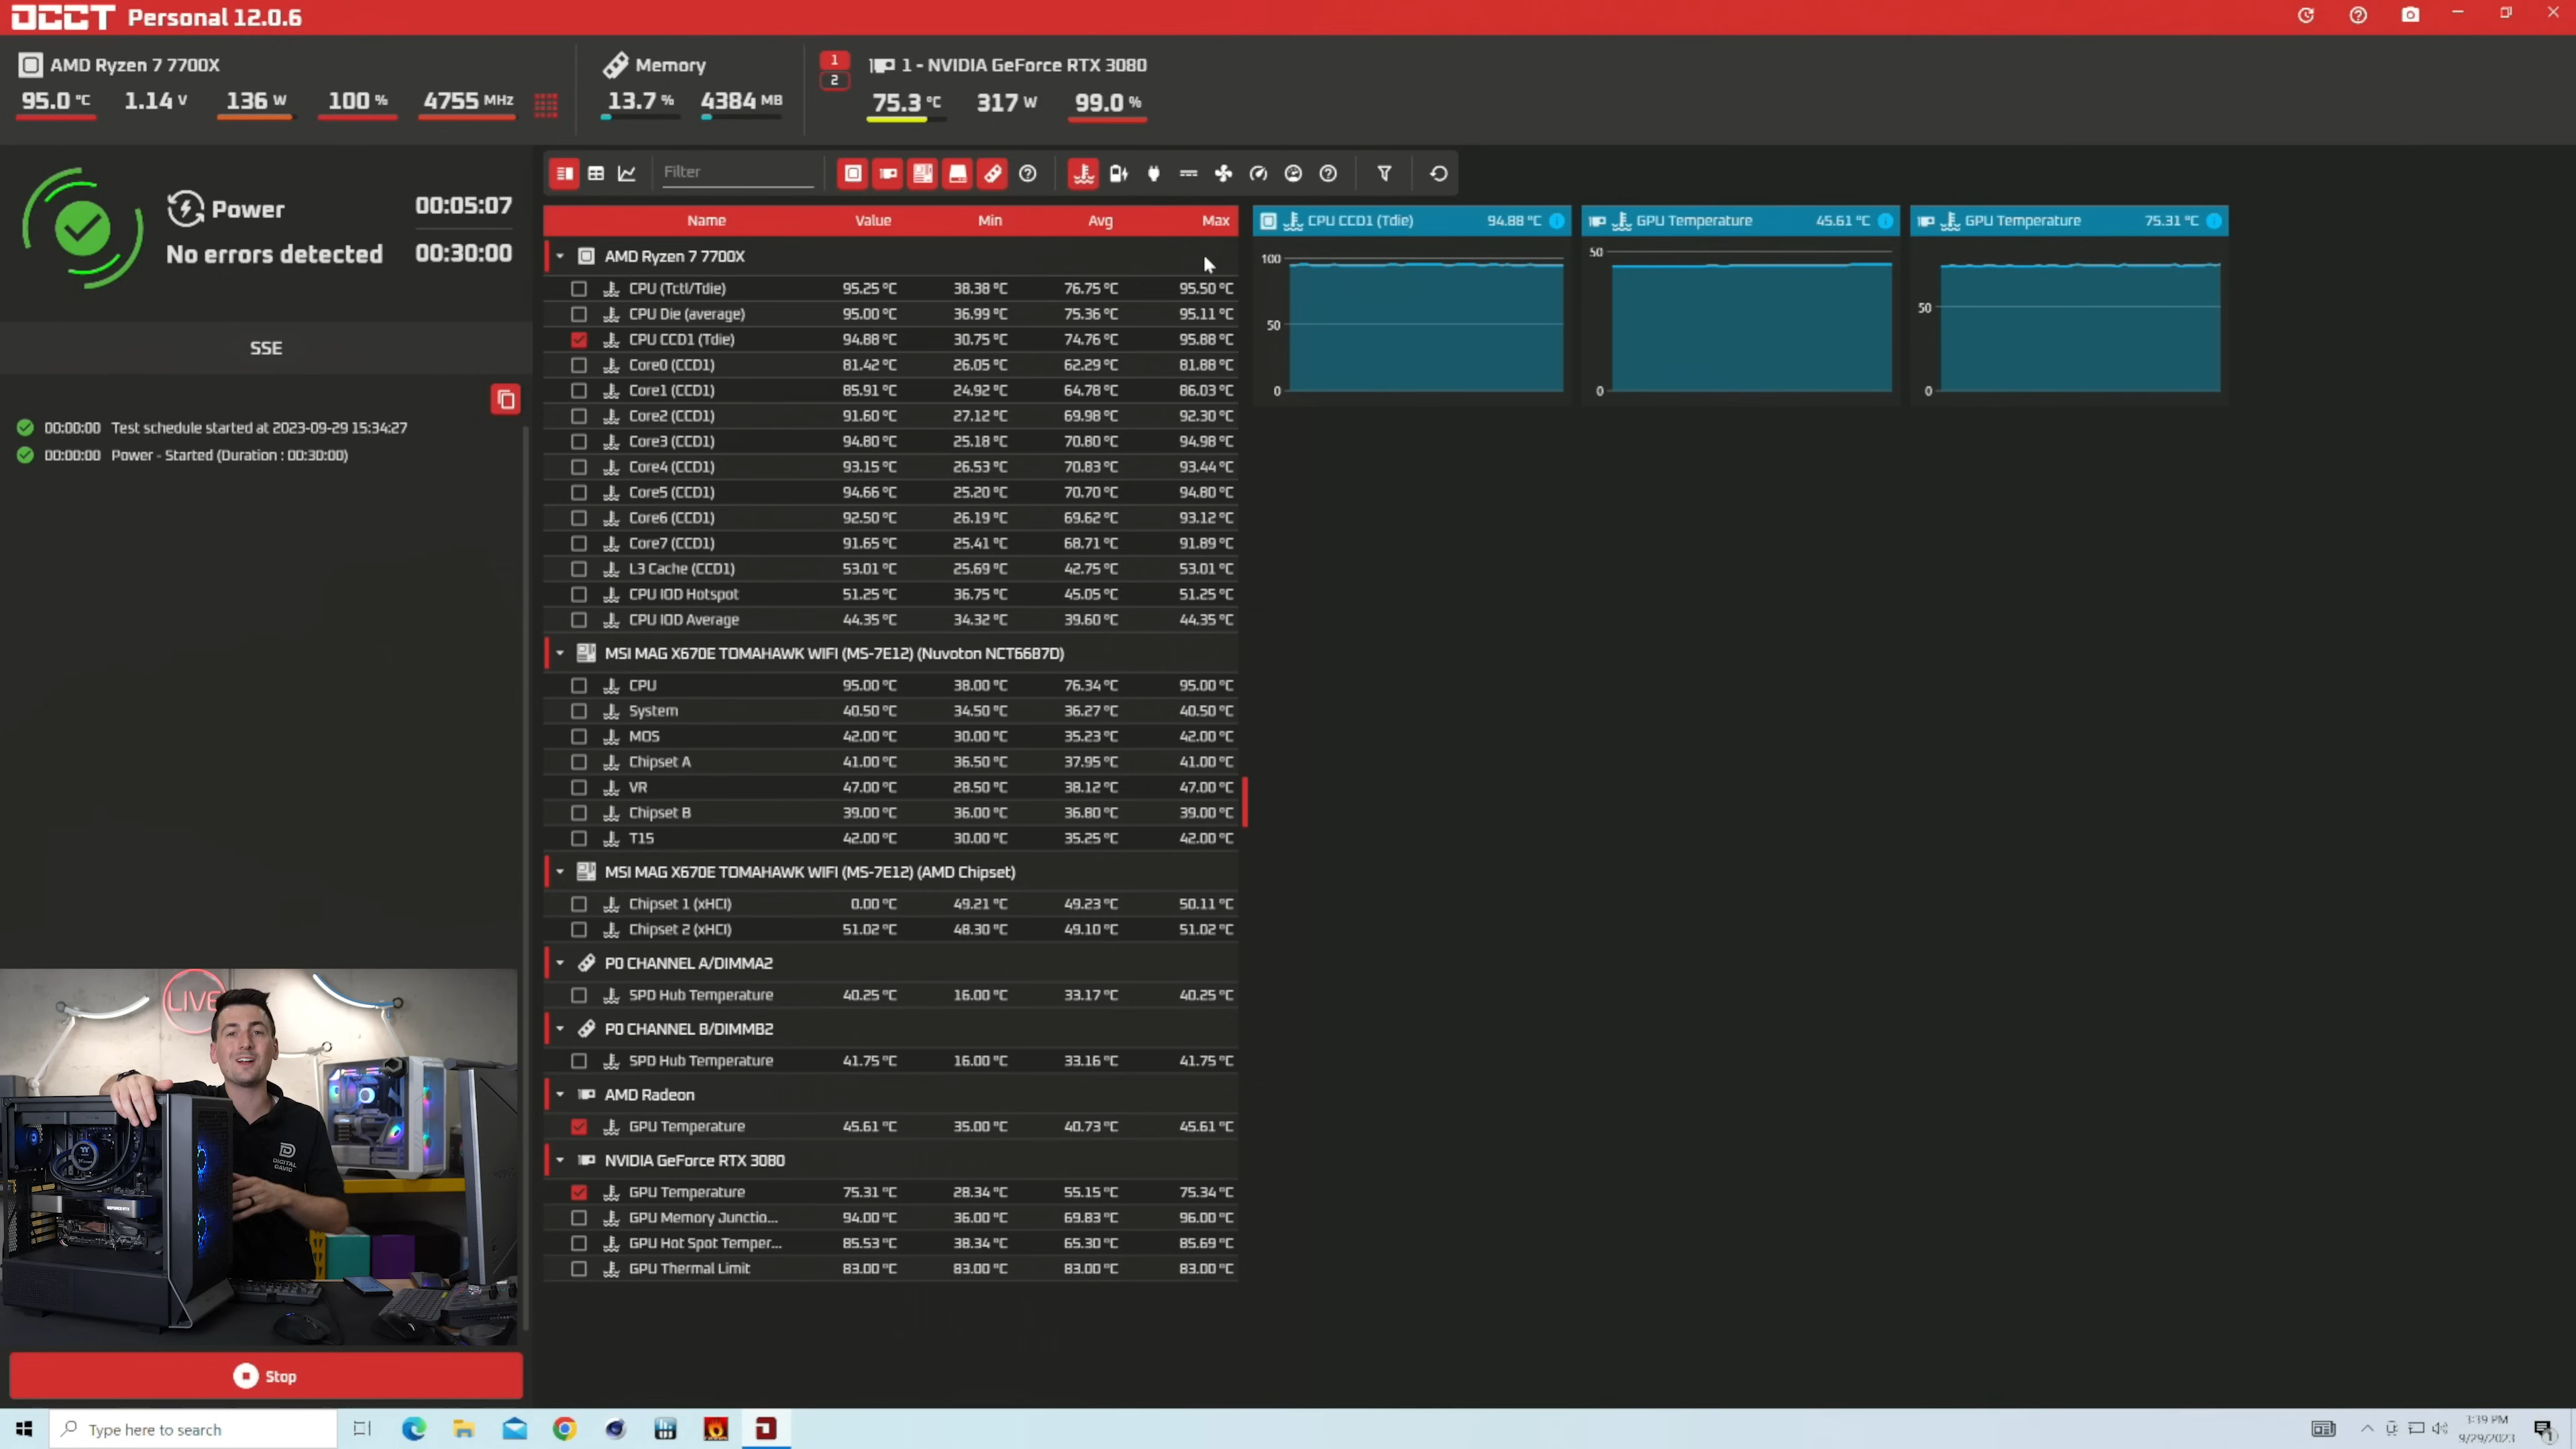 OCCT Personal 12.0.6
AMD Ryzen 7 7700X
95.0 °C 1.14 V 136 W 100 % 4755 MHz
Memory
13.7 % 4384 MB
1
2
1 - NVIDIA GeForce RTX 3080
75.3 °C 317 W 99.0 %
Power 00:05:07
No errors detected 00:30:00
SSE
00:00:00 Test schedule started at 2023-09-29 15:34:27
00:00:00 Power - Started (Duration : 00:30:00)
Filter
Name Value Min Avg Max
AMD Ryzen 7 7700X
CPU (Tctl/Tdie) 95.25 °C 38.38 °C 76.75 °C 95.50 °C
CPU Die (average) 95.00 °C 36.99 °C 75.36 °C 95.11 °C
CPU CCD1 (Tdie) 94.88 °C 30.75 °C 74.76 °C 95.88 °C
Core0 (CCD1) 81.42 °C 26.05 °C 62.29 °C 81.88 °C
Core1 (CCD1) 85.91 °C 24.92 °C 64.78 °C 86.03 °C
Core2 (CCD1) 91.60 °C 27.12 °C 69.98 °C 92.30 °C
Core3 (CCD1) 94.80 °C 25.18 °C 70.80 °C 94.98 °C
Core4 (CCD1) 93.15 °C 26.53 °C 70.83 °C 93.44 °C
Core5 (CCD1) 94.66 °C 25.20 °C 70.70 °C 94.80 °C
Core6 (CCD1) 92.50 °C 26.19 °C 69.62 °C 93.12 °C
Core7 (CCD1) 91.65 °C 25.41 °C 68.71 °C 91.89 °C
L3 Cache (CCD1) 53.01 °C 25.69 °C 42.75 °C 53.01 °C
CPU IOD Hotspot 51.25 °C 36.75 °C 45.05 °C 51.25 °C
CPU IOD Average 44.35 °C 34.32 °C 39.60 °C 44.35 °C
MSI MAG X670E TOMAHAWK WIFI (MS-7E12) (Nuvoton NCT6687D)
CPU 95.00 °C 38.00 °C 76.34 °C 95.00 °C
System 40.50 °C 34.50 °C 36.27 °C 40.50 °C
MOS 42.00 °C 30.00 °C 35.23 °C 42.00 °C
Chipset A 41.00 °C 36.50 °C 37.95 °C 41.00 °C
VR 47.00 °C 28.50 °C 38.12 °C 47.00 °C
Chipset B 39.00 °C 36.00 °C 36.80 °C 39.00 °C
T15 42.00 °C 30.00 °C 35.25 °C 42.00 °C
MSI MAG X670E TOMAHAWK WIFI (MS-7E12) (AMD Chipset)
Chipset 1 (xHCI) 0.00 °C 49.21 °C 49.23 °C 50.11 °C
Chipset 2 (xHCI) 51.02 °C 48.30 °C 49.10 °C 51.02 °C
P0 CHANNEL A/DIMMA2
SPD Hub Temperature 40.25 °C 16.00 °C 33.17 °C 40.25 °C
P0 CHANNEL B/DIMMB2
SPD Hub Temperature 41.75 °C 16.00 °C 33.16 °C 41.75 °C
AMD Radeon
GPU Temperature 45.61 °C 35.00 °C 40.73 °C 45.61 °C
NVIDIA GeForce RTX 3080
GPU Temperature 75.31 °C 28.34 °C 55.15 °C 75.34 °C
GPU Memory Junctio... 94.00 °C 36.00 °C 69.83 °C 96.00 °C
GPU Hot Spot Temper... 85.53 °C 38.34 °C 65.30 °C 85.69 °C
GPU Thermal Limit 83.00 °C 83.00 °C 83.00 °C 83.00 °C
CPU CCD1 (Tdie) 94.88 °C
100
50
0
GPU Temperature 45.61 °C
50
0
GPU Temperature 75.31 °C
50
0
LIVE
DIGITAL
DAVID
Stop
Type here to search
3:39 PM
9/29/2023
1